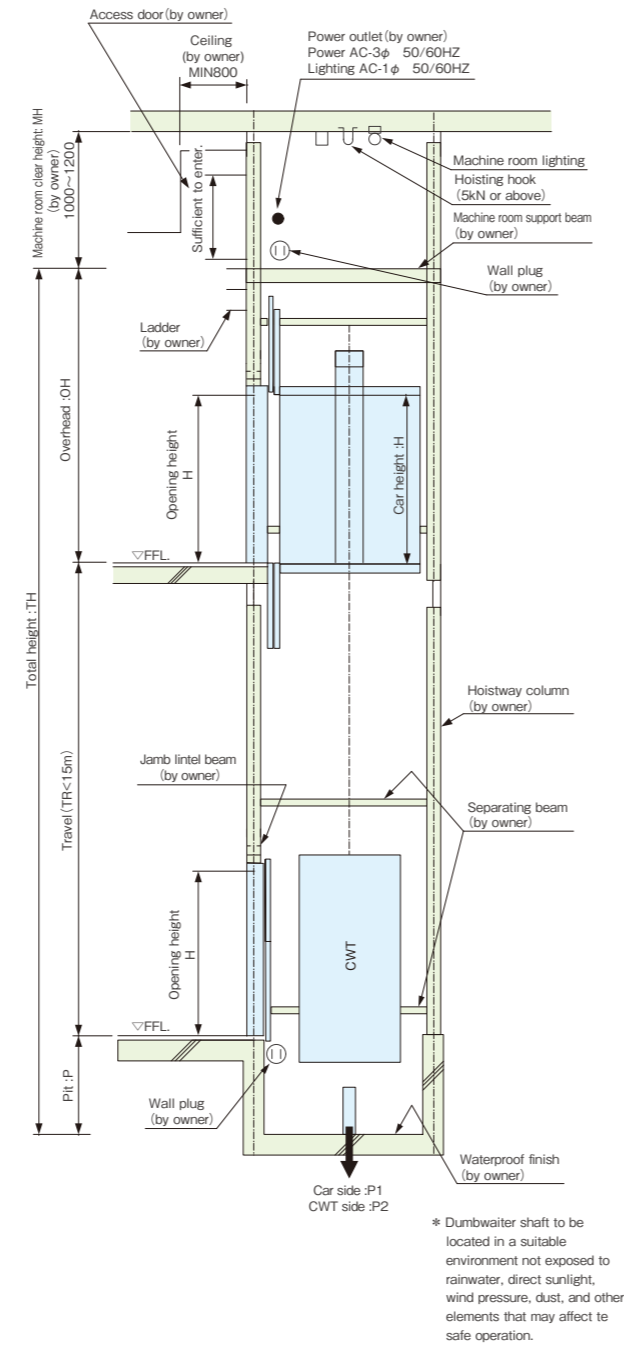 Access door(by owner)
Ceiling
(by owner)
MIN800
Power outlet(by owner)
Power AC-3φ 50/60HZ
Lighting AC-1φ 50/60HZ
Machine room clear height: MH
(by owner)
1000~1200
Sufficient to enter.
Machine room lighting
Hoisting hook
(5kN or above)
Machine room support beam
(by owner)
Wall plug
(by owner)
Ladder
(by owner)
Overhead :OH
Opening height
H
Car height :H
▽FFL.
Total height :TH
Travel(TR<15m)
Hoistway column
(by owner)
Jamb lintel beam
(by owner)
Separating beam
(by owner)
Opening height
H
CWT
▽FFL.
Pit :P
Wall plug
(by owner)
Waterproof finish
(by owner)
Car side :P1
CWT side :P2
* Dumbwaiter shaft to be
located in a suitable
environment not exposed to
rainwater, direct sunlight,
wind pressure, dust, and other
elements that may affect te
safe operation.